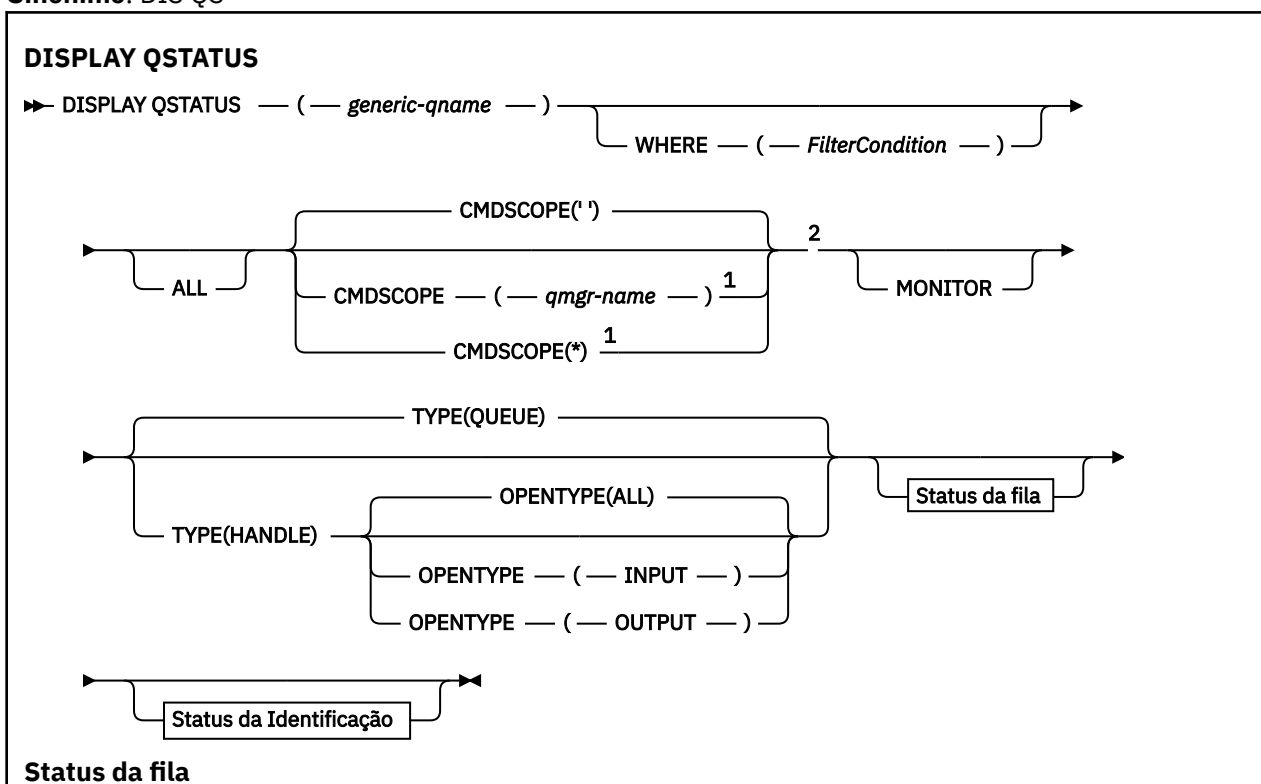 Sinônimo: DIS QS
DISPLAY QSTATUS
DISPLAY QSTATUS ( generic-qname )
WHERE ( FilterCondition )
ALL
CMDSCOPE(' ')
CMDSCOPE ( qmgr-name ) 1
CMDSCOPE(*) 1
2
MONITOR
TYPE(QUEUE)
TYPE(HANDLE)
OPENTYPE(ALL)
OPENTYPE ( INPUT )
OPENTYPE ( OUTPUT )
Status da fila
Status da Identificação
Status da fila